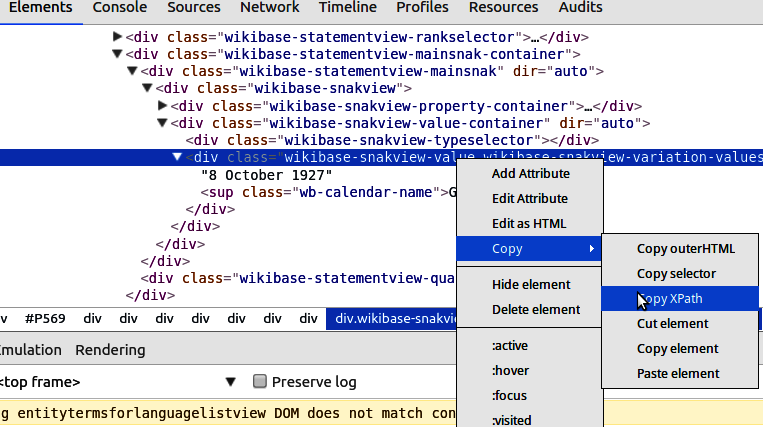 Elements Console Sources Network Timeline Profiles Resources Audits
▶<div class="wikibase-statementview-rankselector">…</div>
▼<div class="wikibase-statementview-mainsnak-container">
▼<div class="wikibase-statementview-mainsnak" dir="auto">
▼<div class="wikibase-snakview">
▶<div class="wikibase-snakview-property-container">…</div>
▼<div class="wikibase-snakview-value-container" dir="auto">
<div class="wikibase-snakview-typeselector"></div>
▼<div class="wikibase-snakview-value wikibase-snakview-variation-values
"8 October 1927"
<sup class="wb-calendar-name">G
</div>
</div>
</div>
</div>
<div class="wikibase-statementview-qua
</div>
Add Attribute
Edit Attribute
Edit as HTML
Copy
Hide element
Delete element
:active
:hover
:focus
:visited
Copy outerHTML
Copy selector
Copy XPath
Cut element
Copy element
Paste element
v #P569 div div div div div div div.wikibase-snakvie
Emulation Rendering
<top frame> ▼ Preserve log
g entitytermsforlanguagelistview DOM does not match con